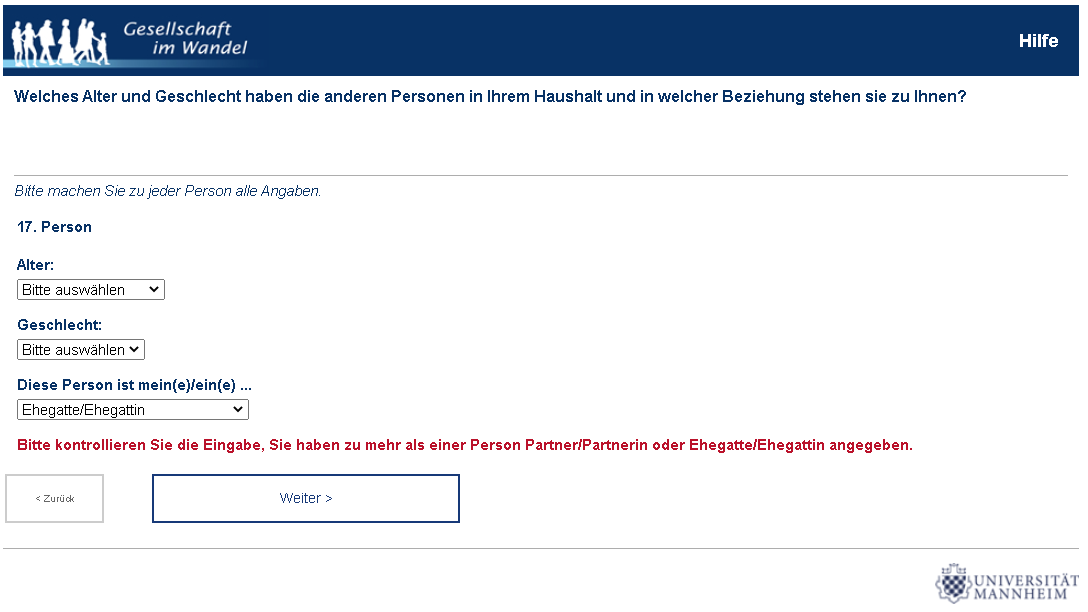 Gesellschaft
im Wandel
Hilfe
Welches Alter und Geschlecht haben die anderen Personen in Ihrem Haushalt und in welcher Beziehung stehen sie zu Ihnen?
Bitte machen Sie zu jeder Person alle Angaben.
17. Person
Alter:
Bitte auswählen
Geschlecht:
Bitte auswählen
Diese Person ist mein(e)/ein(e) ...
Ehegatte/Ehegattin
Bitte kontrollieren Sie die Eingabe, Sie haben zu mehr als einer Person Partner/Partnerin oder Ehegatte/Ehegattin angegeben.
< Zurück
Weiter >
UNIVERSITÄT
MANNHEIM